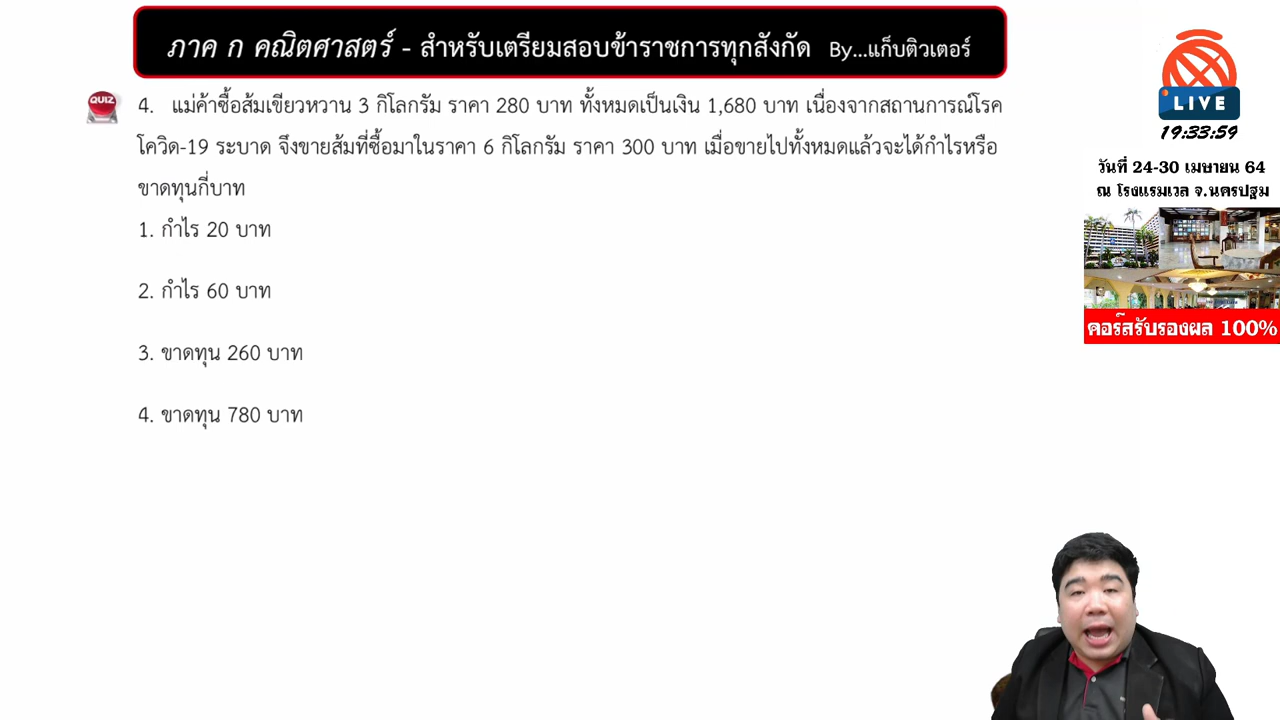 ภาค ก คณิตศาสตร์ - สำหรับเตรียมสอบข้าราชการทุกสังกัด By...แก็บติวเตอร์
QUIZ
4. แม่ค้าซื้อส้มเขียวหวาน 3 กิโลกรัม ราคา 280 บาท ทั้งหมดเป็นเงิน 1,680 บาท เนื่องจากสถานการณ์โรค
โควิด-19 ระบาด จึงขายส้มที่ซื้อมาในราคา 6 กิโลกรัม ราคา 300 บาท เมื่อขายไปทั้งหมดแล้วจะได้กำไรหรือ
ขาดทุนกี่บาท
1. กำไร 20 บาท
2. กำไร 60 บาท
3. ขาดทุน 260 บาท
4. ขาดทุน 780 บาท
LIVE
19:33:59
วันที่ 24-30 เมษายน 64
ณ โรงแรมเวล จ.นครปฐม
คอร์สรับรองผล 100%